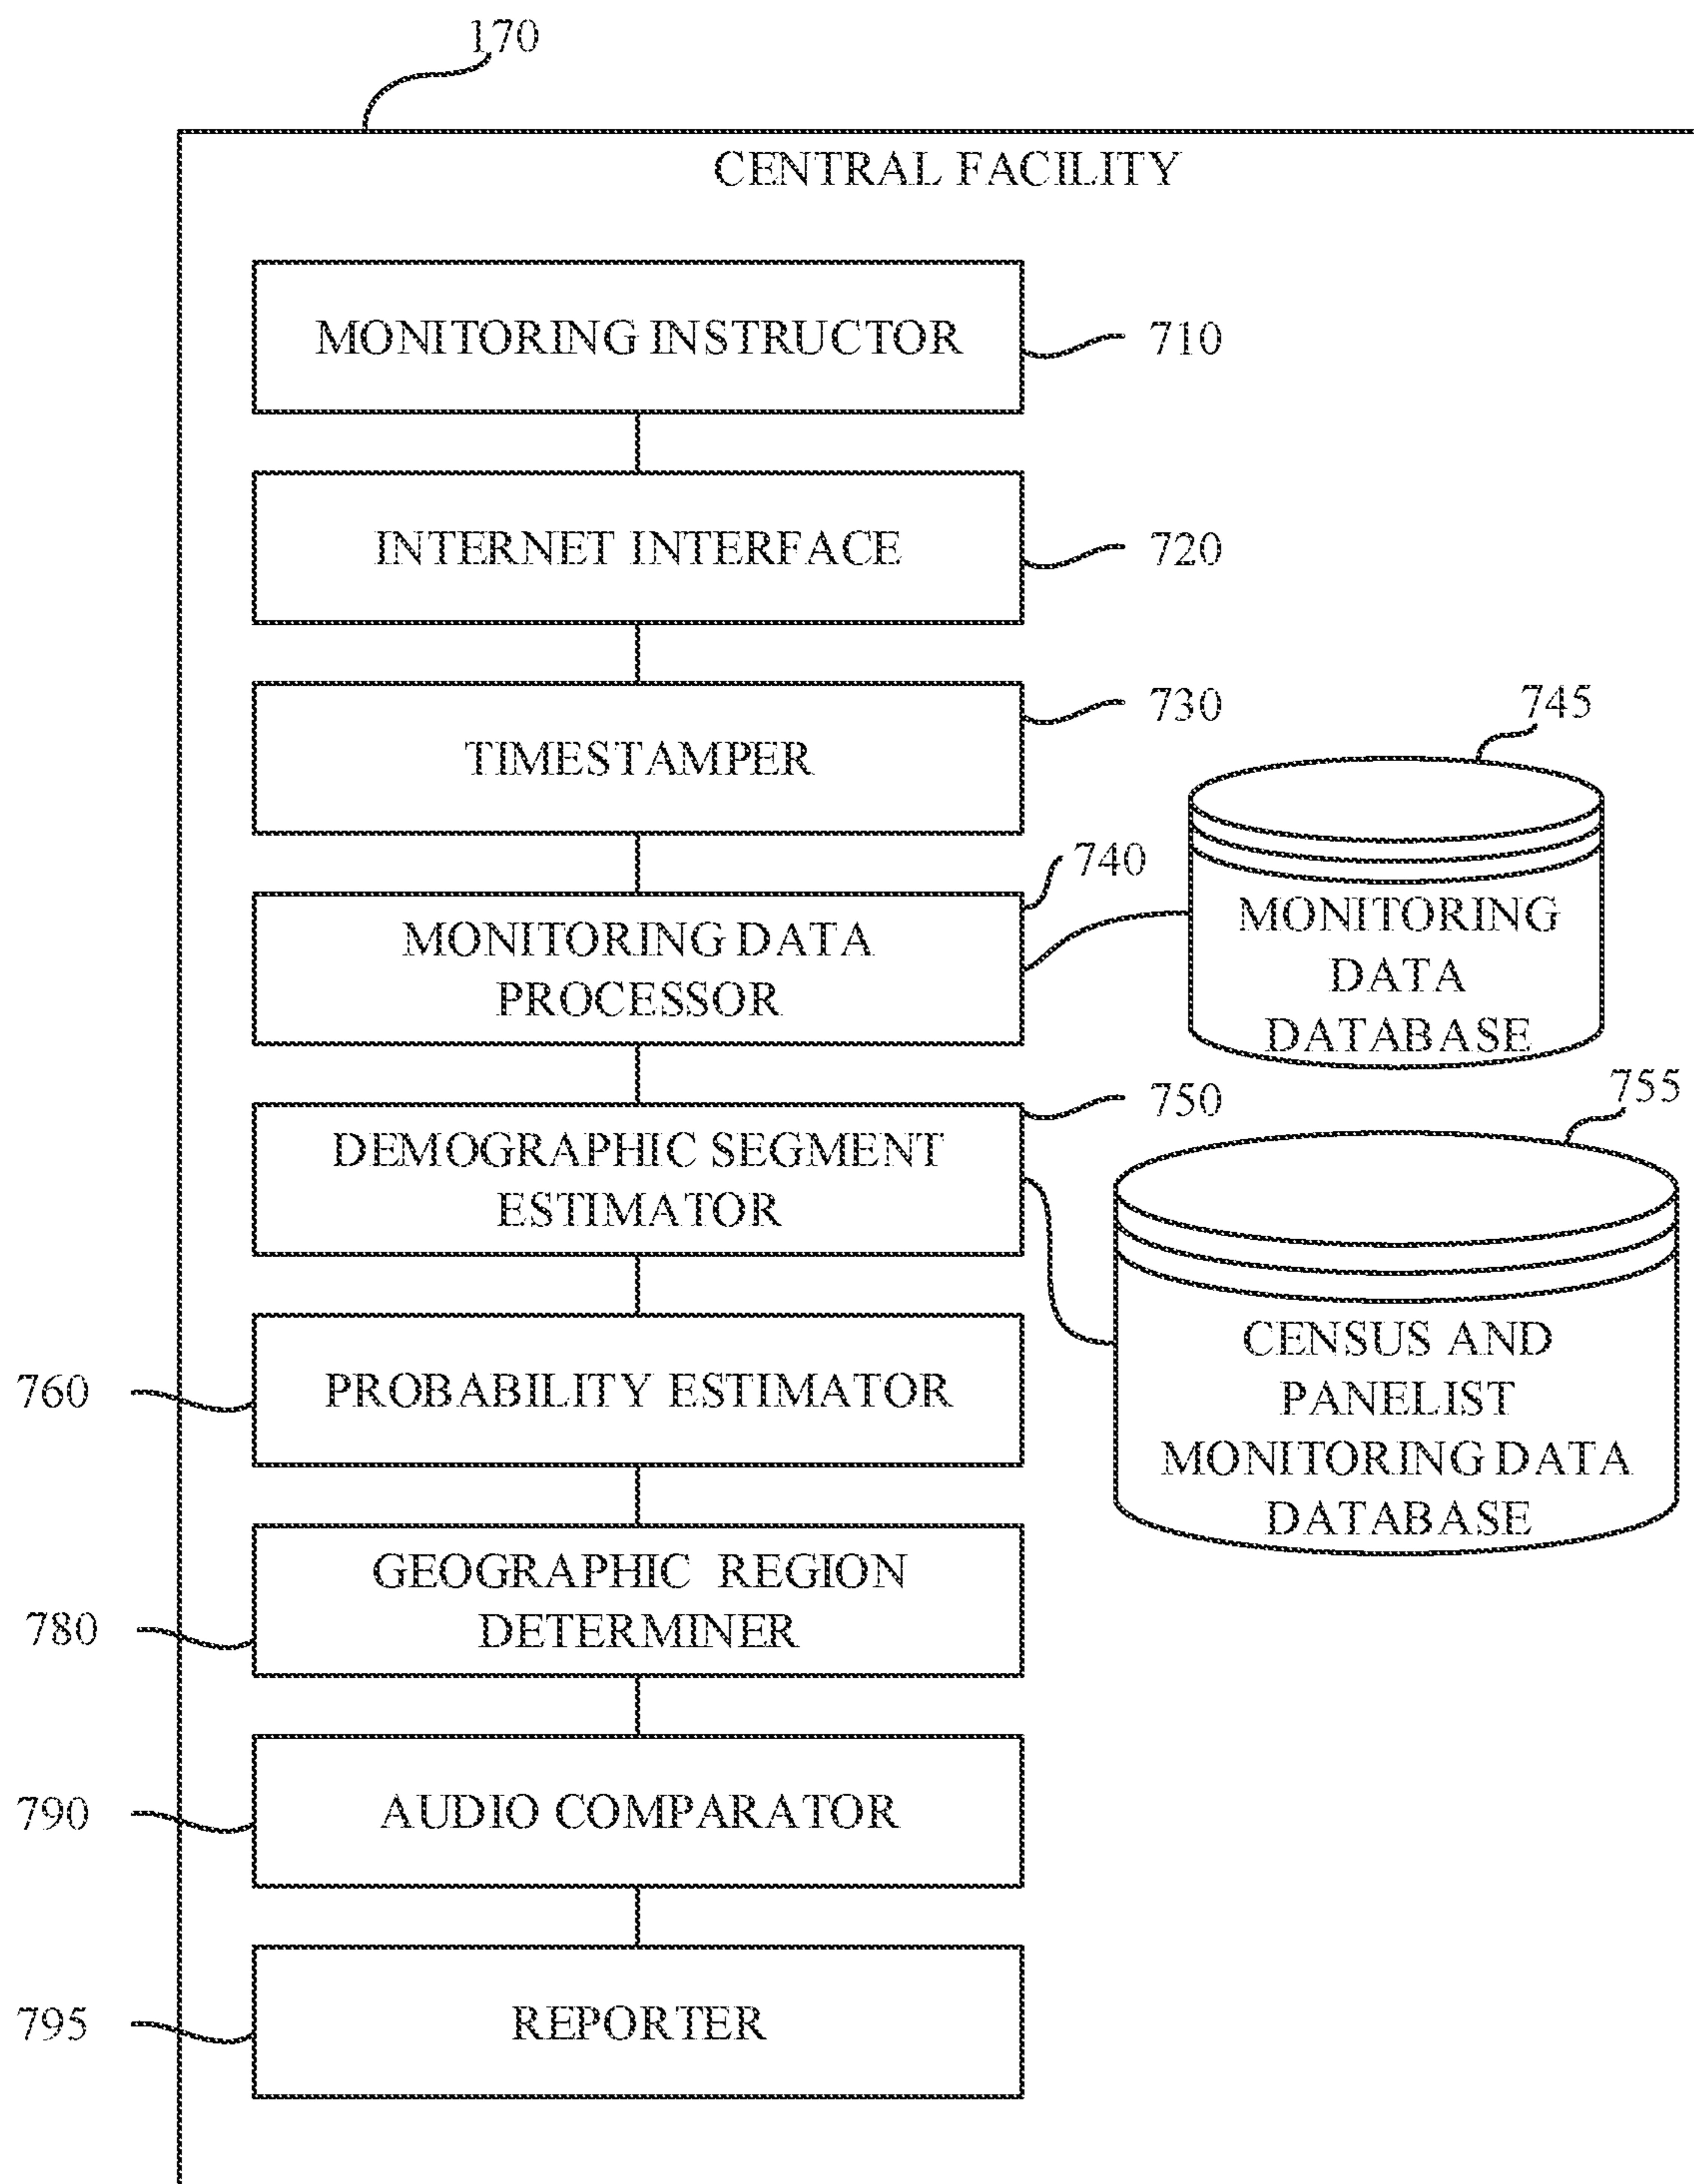 170
CENTRAL FACILITY
MONITORING INSTRUCTOR
710
INTERNET INTERFACE
720
TIMESTAMPER
730
745
MONITORING DATA
PROCESSOR
740
MONITORING
DATA
DATABASE
DEMOGRAPHIC SEGMENT
ESTIMATOR
750
755
CENSUS AND
PANELIST
MONITORING DATA
DATABASE
760
PROBABILITY ESTIMATOR
780
GEOGRAPHIC REGION
DETERMINER
790
AUDIO COMPARATOR
795
REPORTER